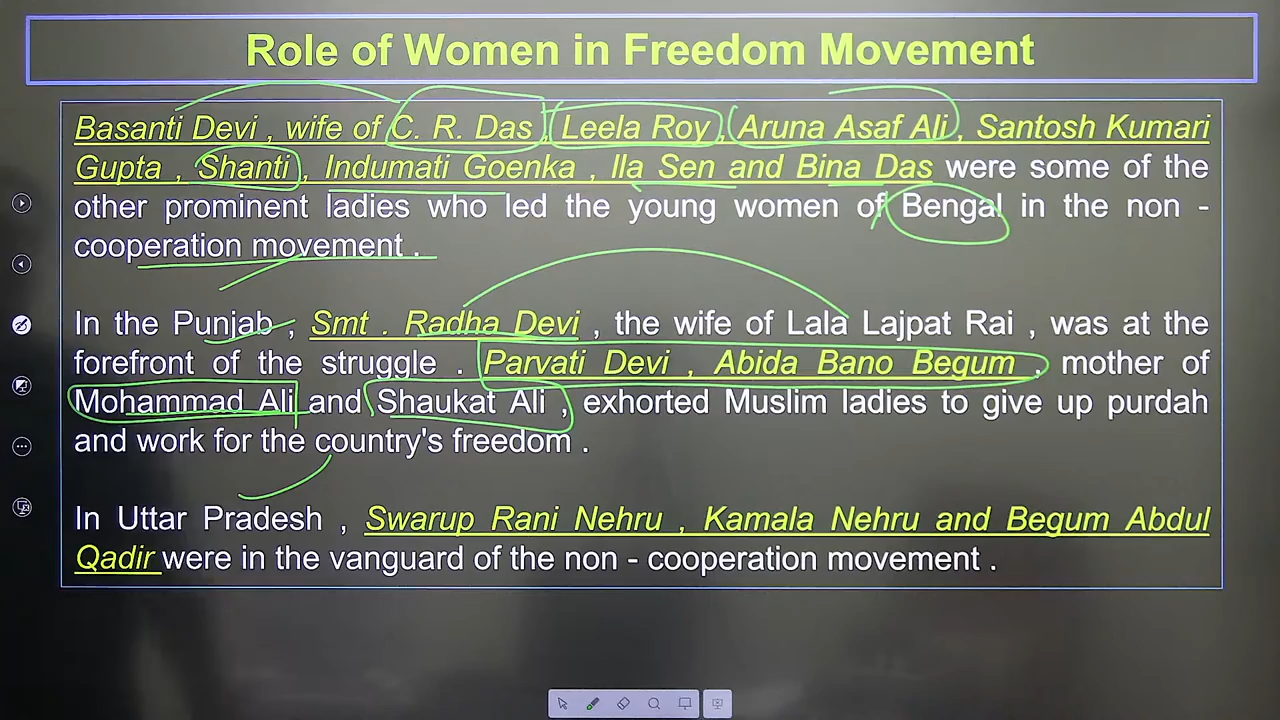 Role of Women in Freedom Movement
Basanti Devi , wife of C. R. Das , Leela Roy , Aruna Asaf Ali , Santosh Kumari
Gupta , Shanti , Indumati Goenka , Ila Sen and Bina Das were some of the
other prominent ladies who led the young women of Bengal in the non -
cooperation movement .
In the Punjab , Smt . Radha Devi , the wife of Lala Lajpat Rai , was at the
forefront of the struggle . Parvati Devi , Abida Bano Begum , mother of
Mohammad Ali and Shaukat Ali , exhorted Muslim ladies to give up purdah
and work for the country's freedom .
In Uttar Pradesh , Swarup Rani Nehru , Kamala Nehru and Begum Abdul
Qadir were in the vanguard of the non - cooperation movement .